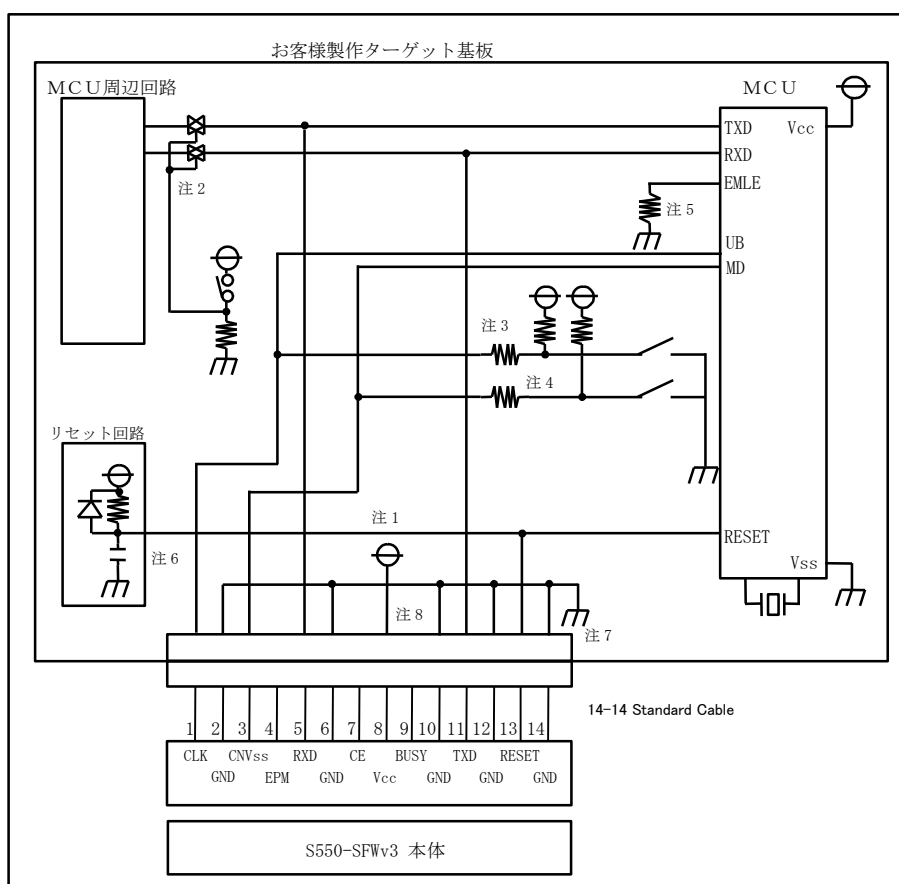 お客様製作ターゲット基板
MCU周辺回路
MCU
TXD
Vcc
RXD
注2
EMLE
注5
UB
MD
注3
注4
リセット回路
注1
RESET
注6
Vss
注8
注7
14-14 Standard Cable
1 2 3 4 5 6 7 8 9 10 11 12 13 14
CLK CNVss RXD CE BUSY TXD RESET
GND EPM GND Vcc GND GND GND
S550-SFWv3 本体